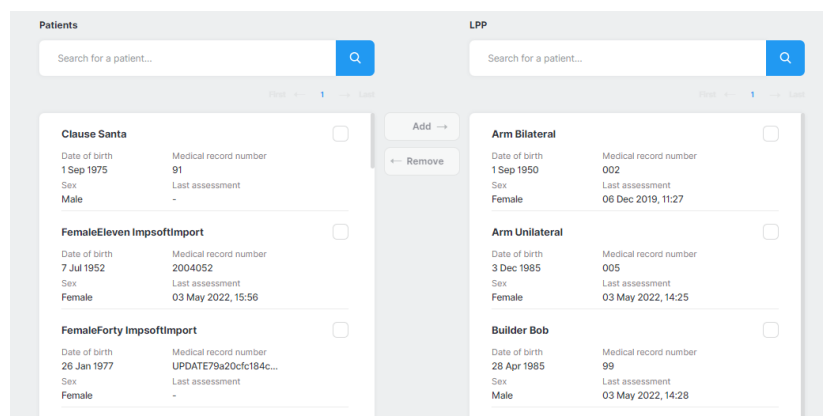 Patients
Search for a patient...
First ← 1 → Last
Clause Santa
Date of birth Medical record number
1 Sep 1975 91
Sex Last assessment
Male -
FemaleEleven ImpsoftImport
Date of birth Medical record number
7 Jul 1952 2004052
Sex Last assessment
Female 03 May 2022, 15:56
FemaleForty ImpsoftImport
Date of birth Medical record number
26 Jan 1977 UPDATE79a20cfc184c...
Sex Last assessment
Female -
Add →
← Remove
LPP
Search for a patient...
First ← 1 → Last
Arm Bilateral
Date of birth Medical record number
1 Sep 1950 002
Sex Last assessment
Female 06 Dec 2019, 11:27
Arm Unilateral
Date of birth Medical record number
3 Dec 1985 005
Sex Last assessment
Female 03 May 2022, 14:25
Builder Bob
Date of birth Medical record number
28 Apr 1985 99
Sex Last assessment
Male 03 May 2022, 14:28